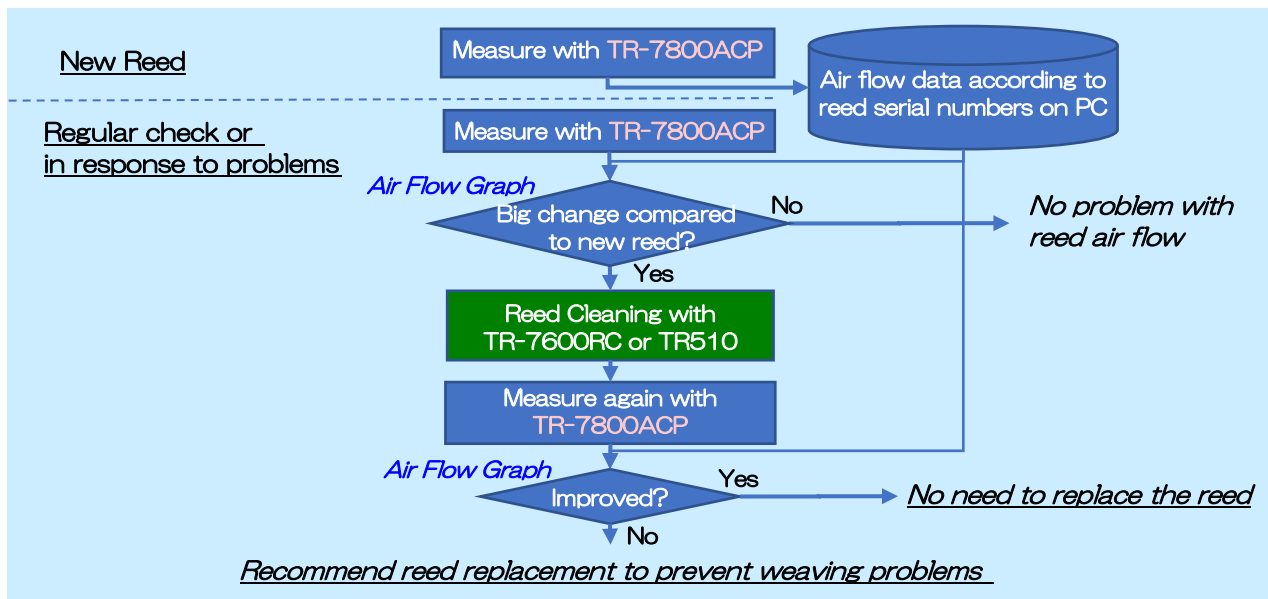 New Reed
Measure with TR-7800ACP
Air flow data according to
reed serial numbers on PC
Regular check or
in response to problems
Measure with TR-7800ACP
Air Flow Graph
Big change compared
to new reed?
No
No problem with
reed air flow
Yes
Reed Cleaning with
TR-7600RC or TR510
Measure again with
TR-7800ACP
Air Flow Graph
Improved?
Yes
No need to replace the reed
No
Recommend reed replacement to prevent weaving problems